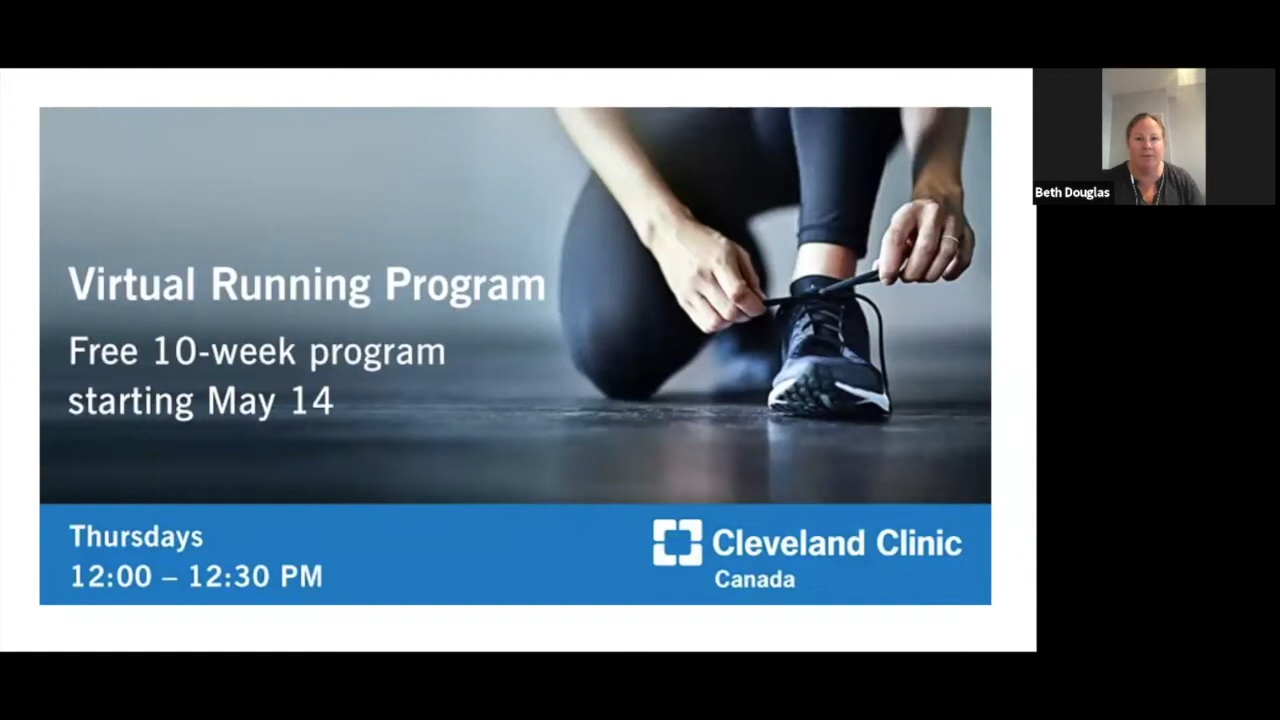 Virtual Running Program
Free 10-week program
starting May 14
Thursdays
12:00 – 12:30 PM
Cleveland Clinic
Canada
Beth Douglas